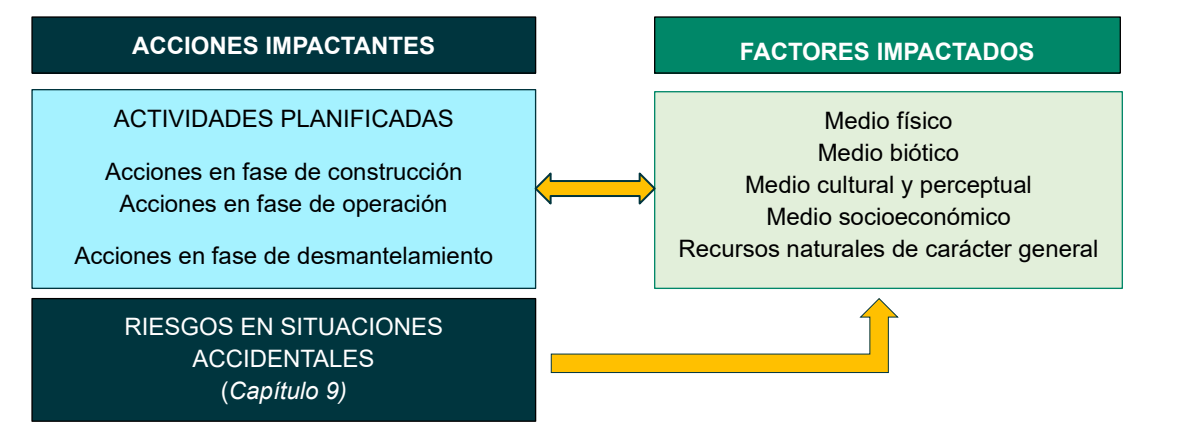 ACCIONES IMPACTANTES
FACTORES IMPACTADOS
ACTIVIDADES PLANIFICADAS
Acciones en fase de construcción
Acciones en fase de operación
Acciones en fase de desmantelamiento
Medio físico
Medio biótico
Medio cultural y perceptual
Medio socioeconómico
Recursos naturales de carácter general
RIESGOS EN SITUACIONES
ACCIDENTALES
(Capítulo 9)